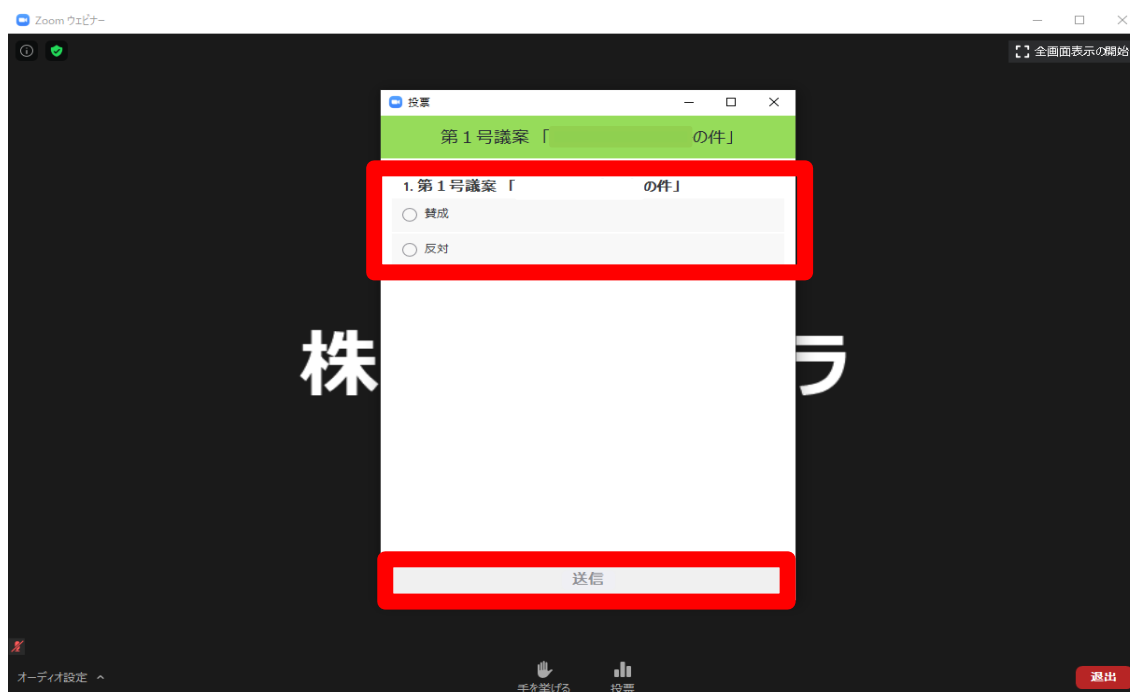 Zoom ウェビナー
全画面表示の開始
投票
第１号議案「 の件」
1. 第１号議案「 の件」
賛成
反対
株 ラ
送信
オーディオ設定
手を挙げる
投票
退出